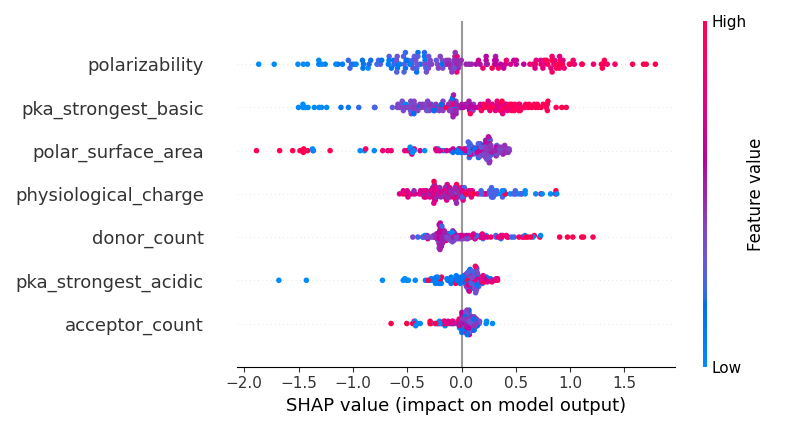 High
polarizability
pka_strongest_basic
polar_surface_area
physiological_charge
donor_count
pka_strongest_acidic
acceptor_count
Feature value
Low
−2.0 −1.5 −1.0 −0.5 0.0 0.5 1.0 1.5
SHAP value (impact on model output)